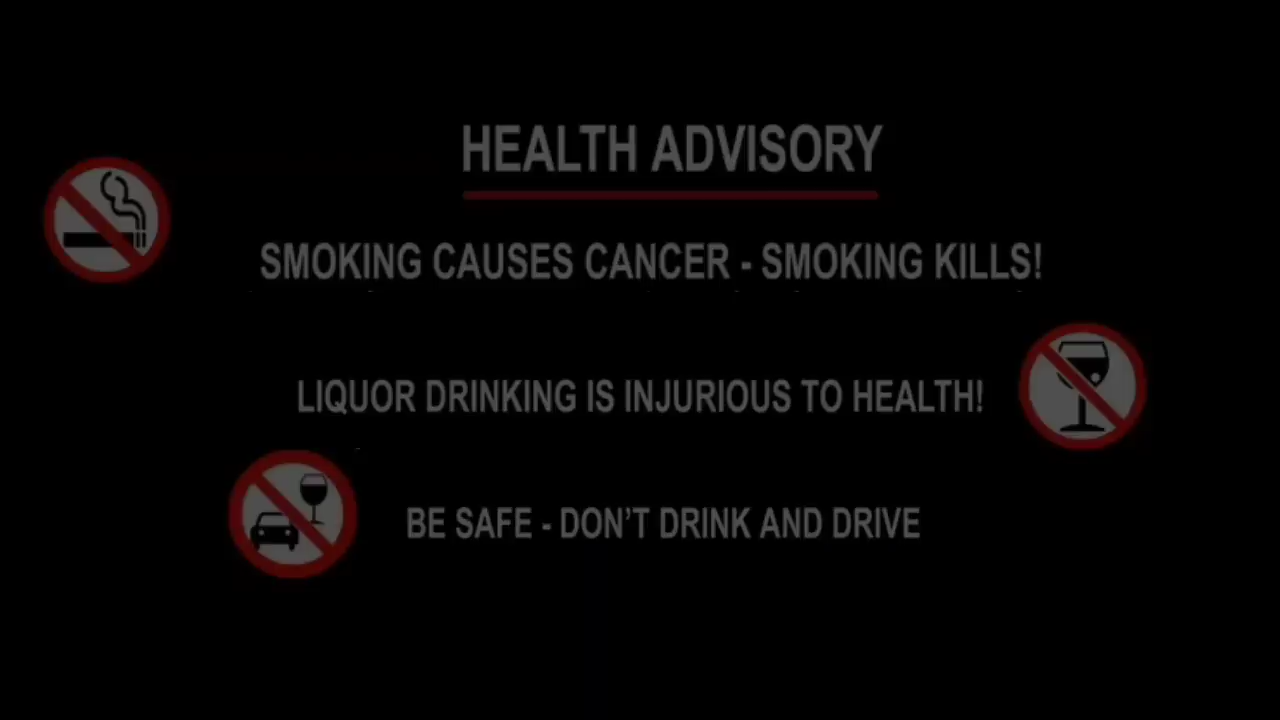 HEALTH ADVISORY
SMOKING CAUSES CANCER - SMOKING KILLS!
LIQUOR DRINKING IS INJURIOUS TO HEALTH!
BE SAFE - DON’T DRINK AND DRIVE